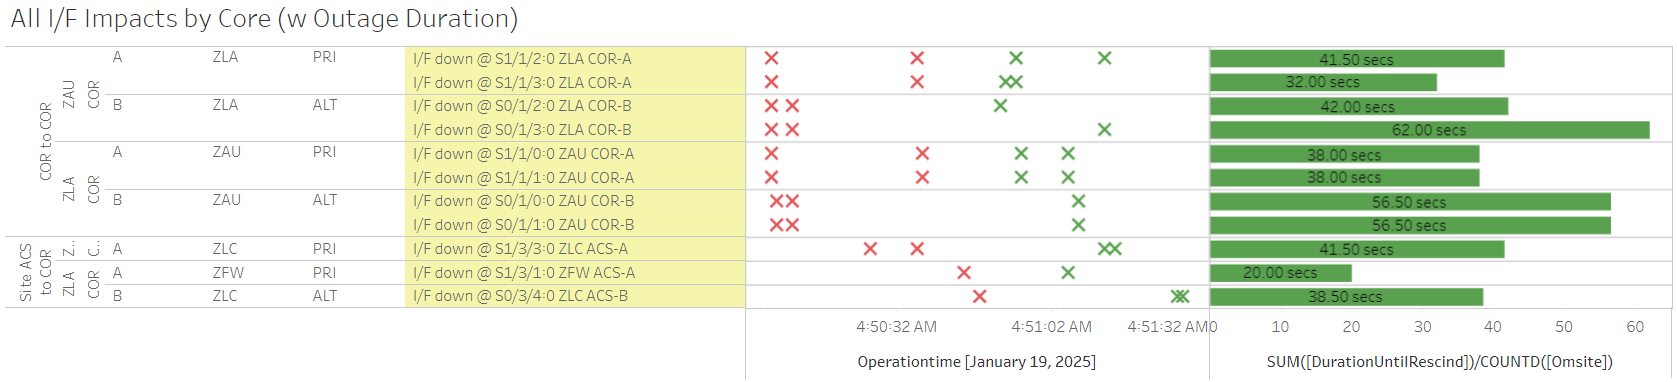 All I/F Impacts by Core (w Outage Duration)
COR to COR
ZAU
COR
A ZLA PRI I/F down @ S1/1/2:0 ZLA COR-A 41.50 secs
I/F down @ S1/1/3:0 ZLA COR-A 32.00 secs
B ZLA ALT I/F down @ S0/1/2:0 ZLA COR-B 42.00 secs
I/F down @ S0/1/3:0 ZLA COR-B 62.00 secs
ZLA
COR
A ZAU PRI I/F down @ S1/1/0:0 ZAU COR-A 38.00 secs
I/F down @ S1/1/1:0 ZAU COR-A 38.00 secs
B ZAU ALT I/F down @ S0/1/0:0 ZAU COR-B 56.50 secs
I/F down @ S0/1/1:0 ZAU COR-B 56.50 secs
Site ACS
to COR
Z..
C..
A ZLC PRI I/F down @ S1/3/3:0 ZLC ACS-A 41.50 secs
ZLA
COR
A ZFW PRI I/F down @ S1/3/1:0 ZFW ACS-A 20.00 secs
B ZLC ALT I/F down @ S0/3/4:0 ZLC ACS-B 38.50 secs
4:50:32 AM 4:51:02 AM 4:51:32 AM 0 10 20 30 40 50 60
Operationtime [January 19, 2025] SUM([DurationUntilRescind])/COUNTD([Omsite])